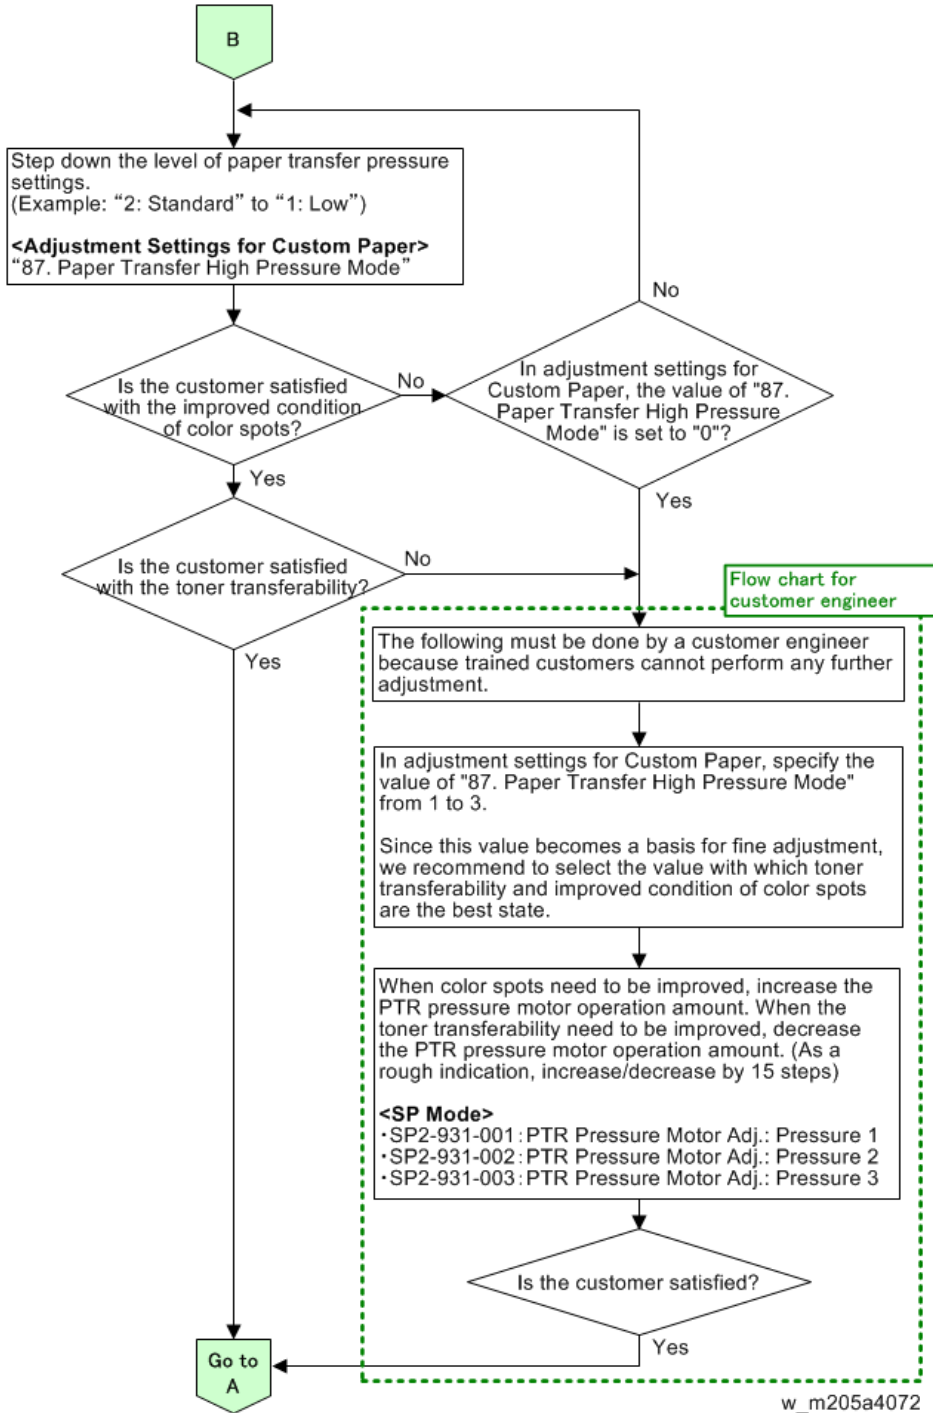 B
Step down the level of paper transfer pressure
settings.
(Example: “2: Standard” to “1: Low”)
<Adjustment Settings for Custom Paper>
“87. Paper Transfer High Pressure Mode”
No
Is the customer satisfied
with the improved condition
of color spots?
No
In adjustment settings for
Custom Paper, the value of "87.
Paper Transfer High Pressure
Mode" is set to "0"?
Yes
Yes
Is the customer satisfied
with the toner transferability?
No
Yes
Flow chart for
customer engineer
The following must be done by a customer engineer
because trained customers cannot perform any further
adjustment.
In adjustment settings for Custom Paper, specify the
value of "87. Paper Transfer High Pressure Mode"
from 1 to 3.
Since this value becomes a basis for fine adjustment,
we recommend to select the value with which toner
transferability and improved condition of color spots
are the best state.
When color spots need to be improved, increase the
PTR pressure motor operation amount. When the
toner transferability need to be improved, decrease
the PTR pressure motor operation amount. (As a
rough indication, increase/decrease by 15 steps)
<SP Mode>
・SP2-931-001：PTR Pressure Motor Adj.: Pressure 1
・SP2-931-002：PTR Pressure Motor Adj.: Pressure 2
・SP2-931-003：PTR Pressure Motor Adj.: Pressure 3
Is the customer satisfied?
Yes
Go to
A
w_m205a4072